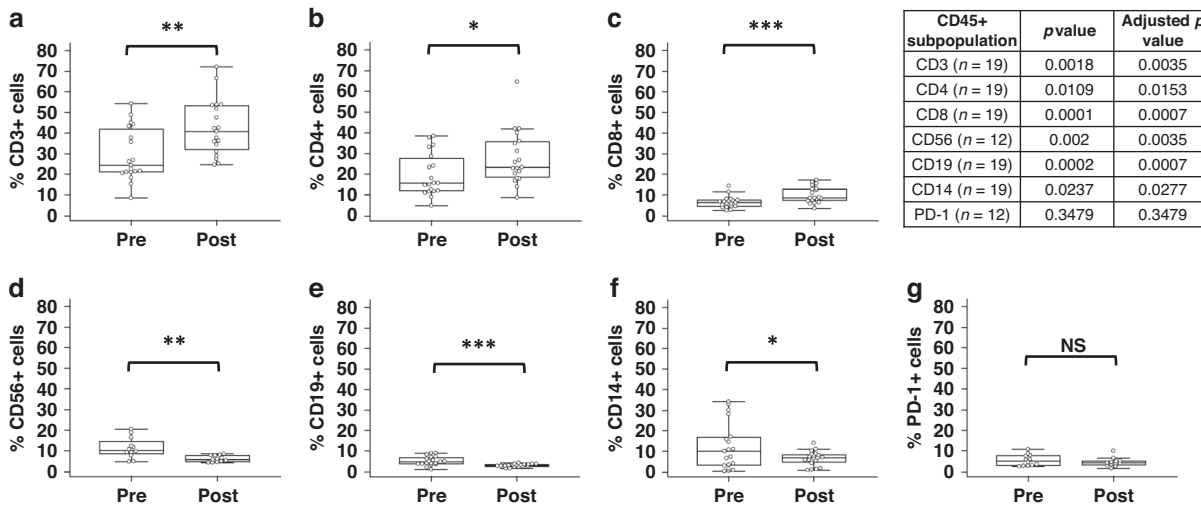 a
**
% CD3+ cells
80
70
60
50
40
30
20
10
0
Pre Post
b
*
% CD4+ cells
80
70
60
50
40
30
20
10
0
Pre Post
c
***
% CD8+ cells
80
70
60
50
40
30
20
10
0
Pre Post
CD45+ subpopulation p value Adjusted p value
CD3 (n = 19) 0.0018 0.0035
CD4 (n = 19) 0.0109 0.0153
CD8 (n = 19) 0.0001 0.0007
CD56 (n = 12) 0.002 0.0035
CD19 (n = 19) 0.0002 0.0007
CD14 (n = 19) 0.0237 0.0277
PD-1 (n = 12) 0.3479 0.3479
d
**
% CD56+ cells
80
70
60
50
40
30
20
10
0
Pre Post
e
***
% CD19+ cells
80
70
60
50
40
30
20
10
0
Pre Post
f
*
% CD14+ cells
80
70
60
50
40
30
20
10
0
Pre Post
g
NS
% PD-1+ cells
80
70
60
50
40
30
20
10
0
Pre Post